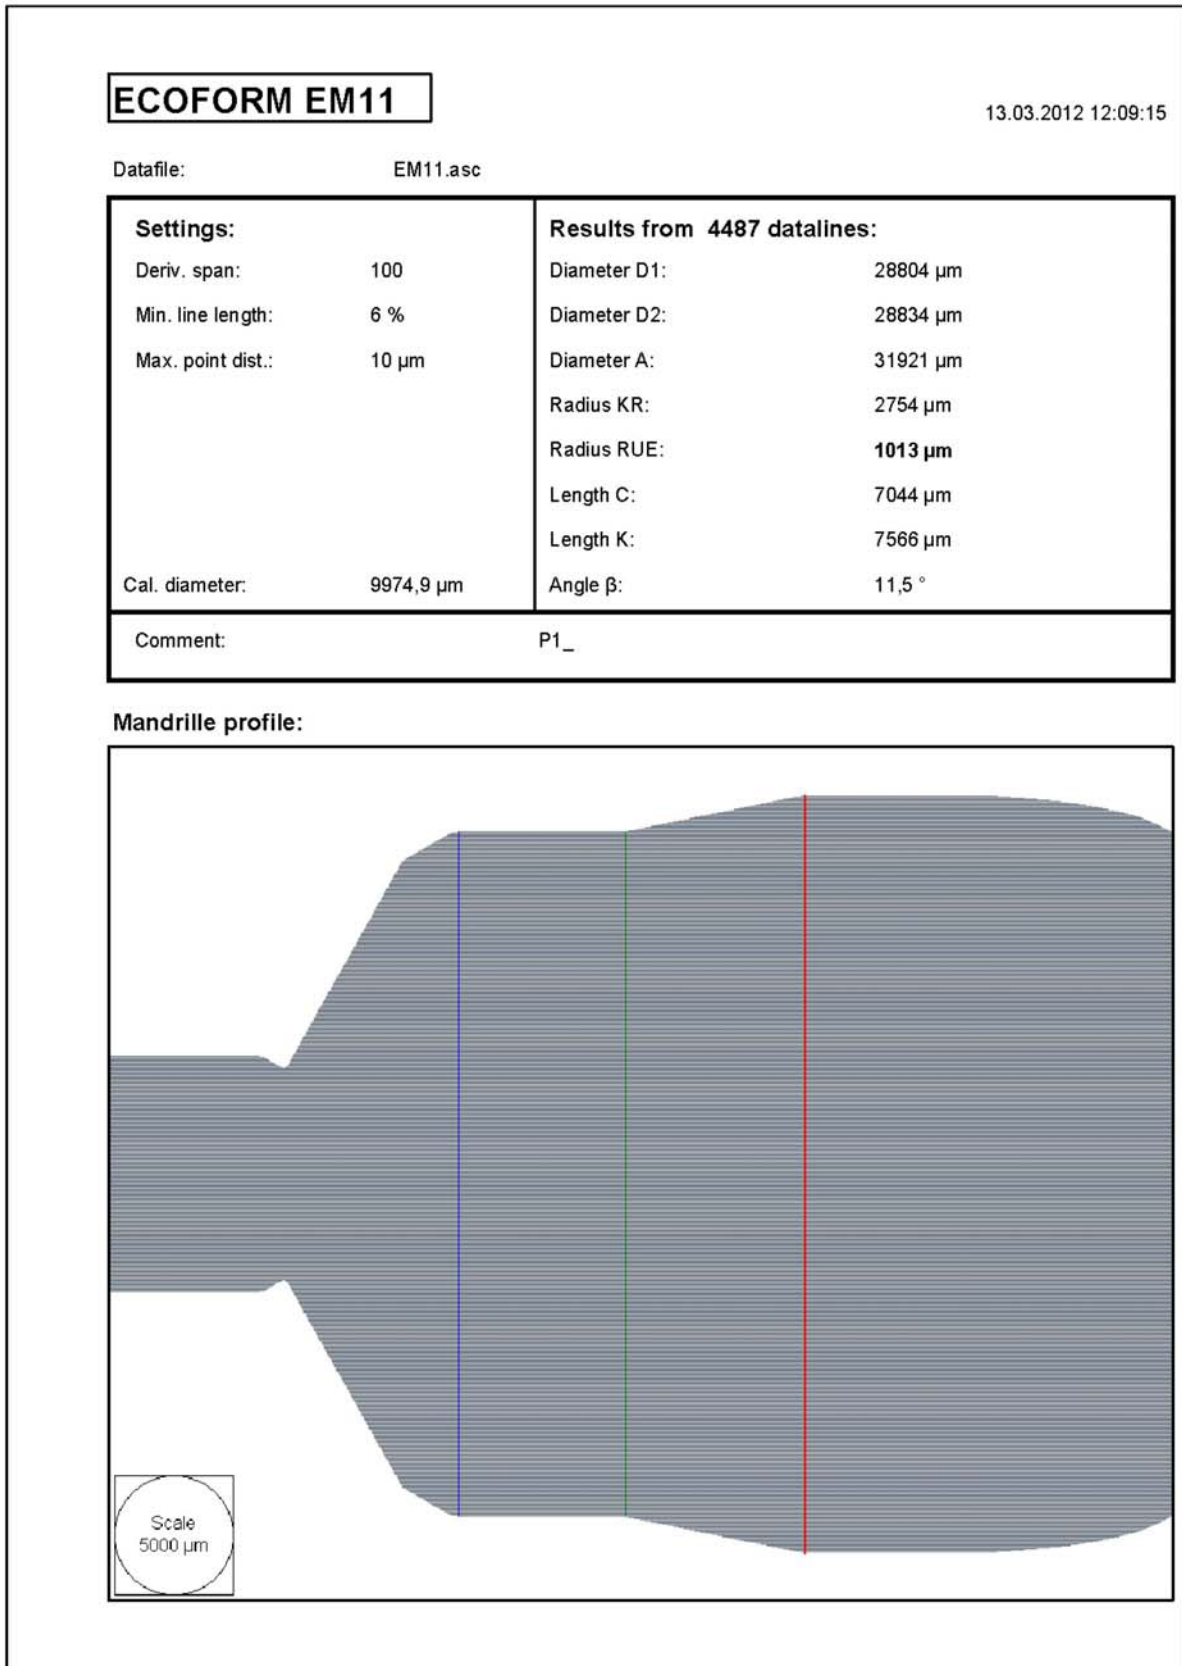 ECOFORM EM11
13.03.2012 12:09:15
Datafile: EM11.asc
Settings:
Deriv. span: 100
Min. line length: 6 %
Max. point dist.: 10 µm
Cal. diameter: 9974,9 µm
Results from 4487 datalines:
Diameter D1: 28804 µm
Diameter D2: 28834 µm
Diameter A: 31921 µm
Radius KR: 2754 µm
Radius RUE: 1013 µm
Length C: 7044 µm
Length K: 7566 µm
Angle β: 11,5 °
Comment: P1_
Mandrille profile:
Scale
5000 µm